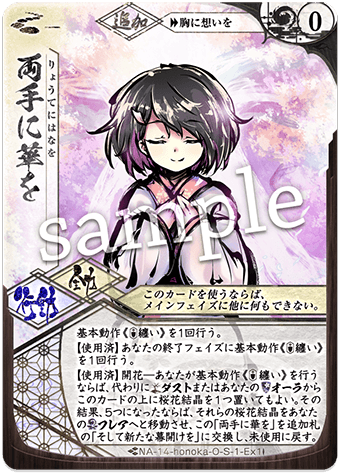 追加
▶▶胸に想いを
0
両手に華を
りょうてにはなを
sample
行動
全力
このカードを使うならば、
メインフェイズに他に何もできない。
基本動作《纏い》を1回行う。
【使用済】あなたの終了フェイズに基本動作《纏い》
を1回行う。
【使用済】開花―あなたが基本動作《纏い》を行う
ならば、代わりにダストまたはあなたのオーラから
このカードの上に桜花結晶を1つ置いてもよい。その
結果、5つになったならば、それらの桜花結晶をあなた
のフレアへと移動させ、この「両手に華を」を追加札
の「そして新たな幕開けを」に交換し、未使用に戻す。
NA-14-honoka-O-S-1-Ex1